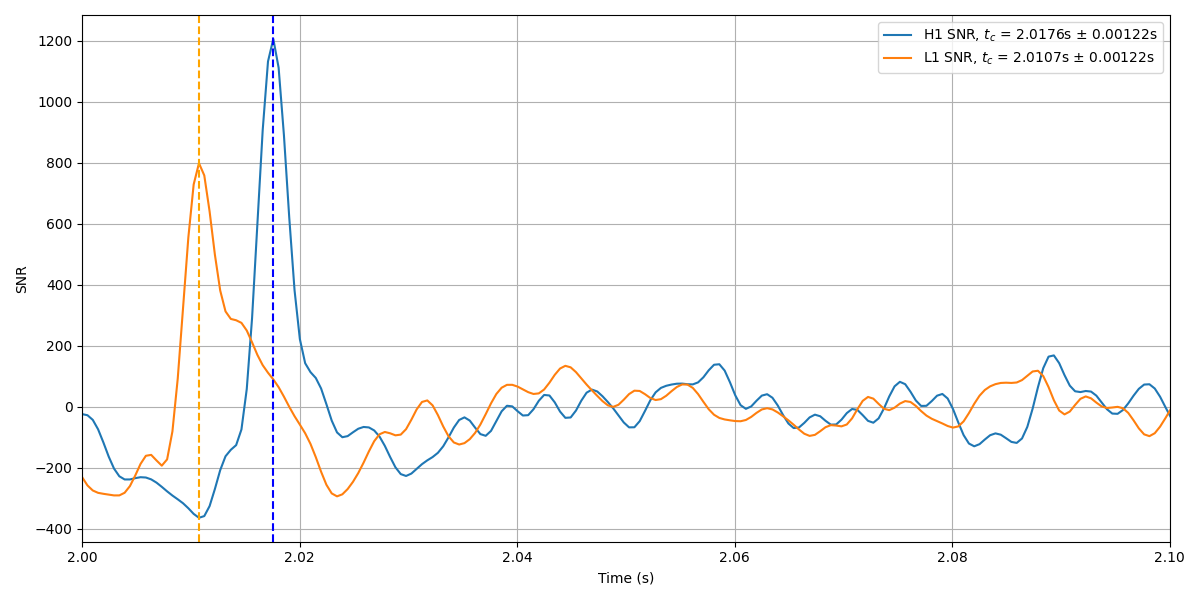 H1 SNR, t_c = 2.0176s ± 0.00122s
L1 SNR, t_c = 2.0107s ± 0.00122s
1200
1000
800
600
400
200
0
−200
−400
SNR
2.00 2.02 2.04 2.06 2.08 2.10
Time (s)